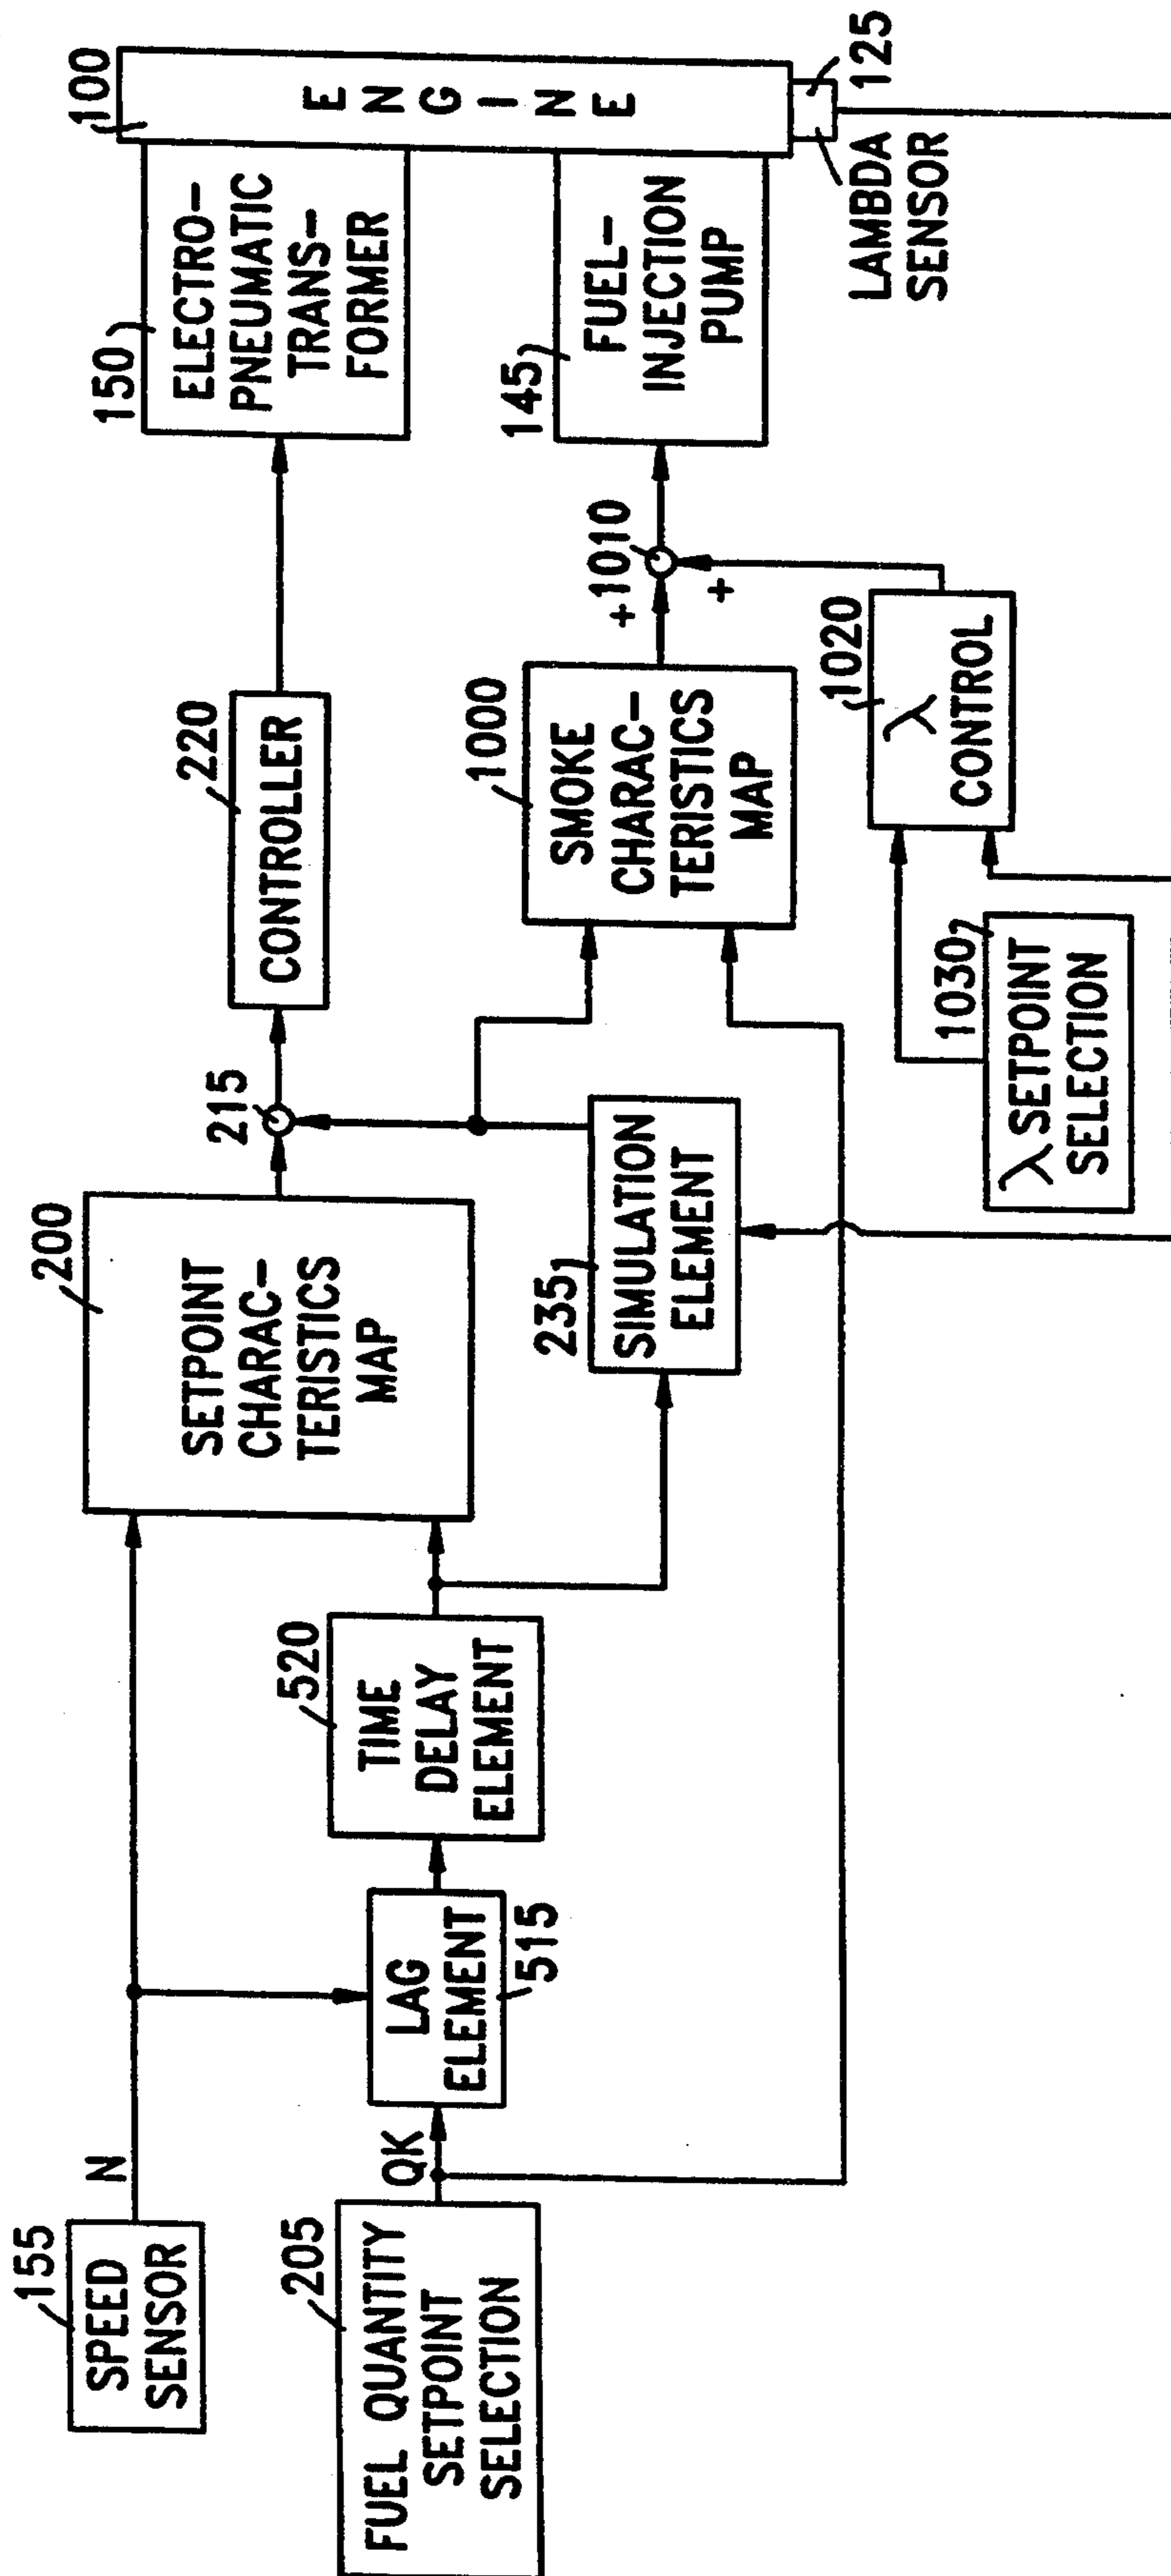 155
SPEED
SENSOR
N
205
FUEL QUANTITY
SETPOINT
SELECTION
QK
LAG
ELEMENT
515
520
TIME
DELAY
ELEMENT
200
SETPOINT
CHARAC-
TERISTICS
MAP
215
235
SIMULATION
ELEMENT
220
CONTROLLER
1000
SMOKE
CHARAC-
TERISTICS
MAP
1030
λ SETPOINT
SELECTION
1020
λ
CONTROL
+
1010
+
150
ELECTRO-
PNEUMATIC
TRANS-
FORMER
145
FUEL-
INJECTION
PUMP
100
ENGINE
LAMBDA
SENSOR
125